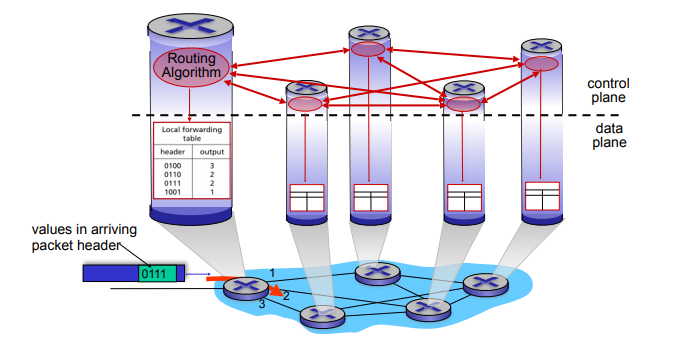 Routing
Algorithm
control
plane
data
plane
Local forwarding
table
header output
0100 3
0110 2
0111 2
1001 1
values in arriving
packet header
0111
1
2
3